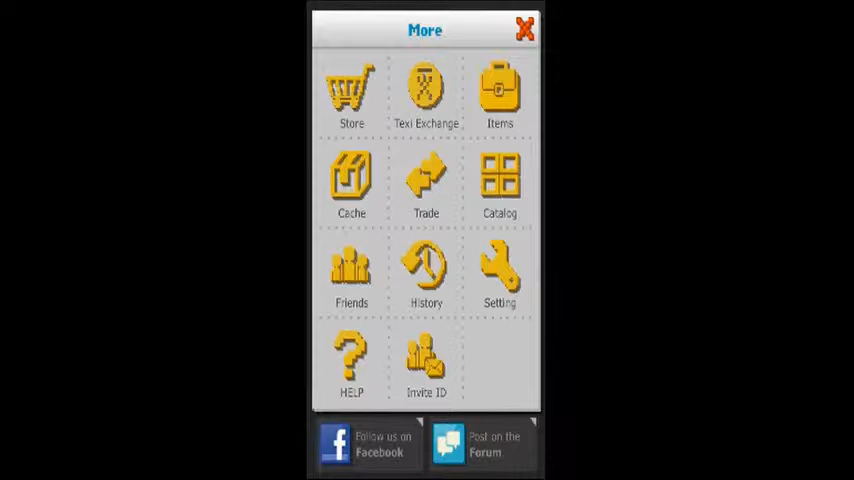 More
Store
Texi Exchange
Items
Cache
Trade
Catalog
Friends
History
Setting
HELP
Invite ID
Follow us on
Facebook
Post on the
Forum